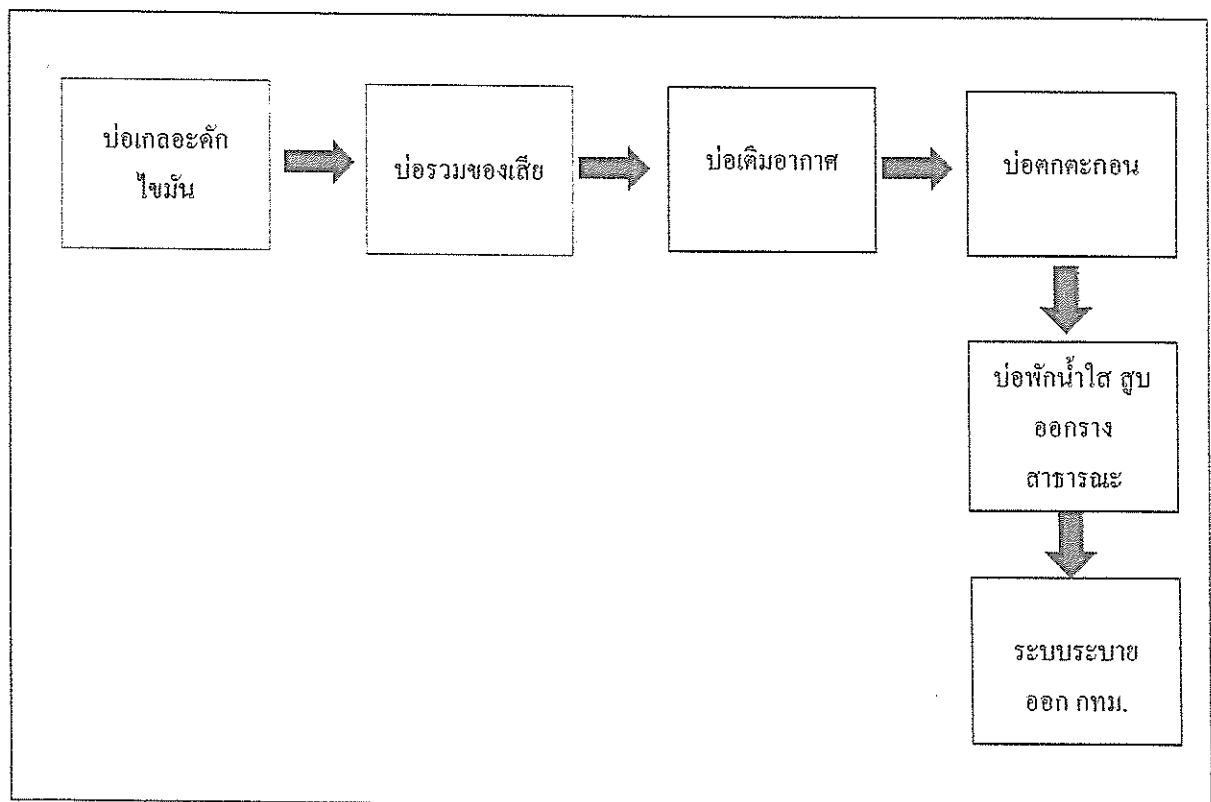 บ่อเกลอะดัก
ไขมัน
บ่อรวมของเสีย
บ่อเติมอากาศ
บ่อตกตะกอน
บ่อพักน้ำใส สูบ
ออกราง
สาธารณะ
ระบบระบาย
ออก กทม.